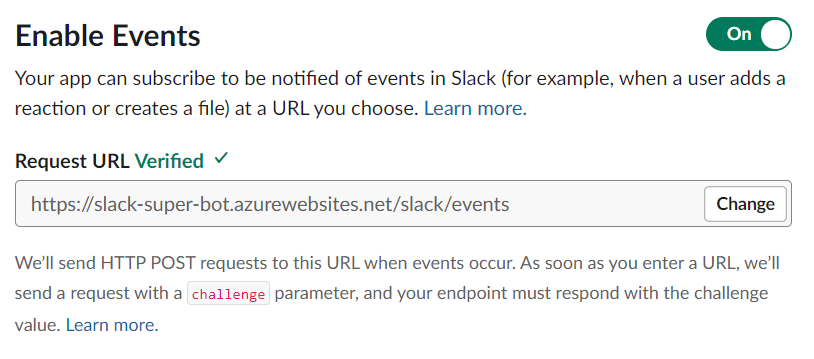 Enable Events
On
Your app can subscribe to be notified of events in Slack (for example, when a user adds a
reaction or creates a file) at a URL you choose. Learn more.
Request URL Verified ✓
https://slack-super-bot.azurewebsites.net/slack/events
Change
We’ll send HTTP POST requests to this URL when events occur. As soon as you enter a URL, we’ll
send a request with a challenge parameter, and your endpoint must respond with the challenge
value. Learn more.